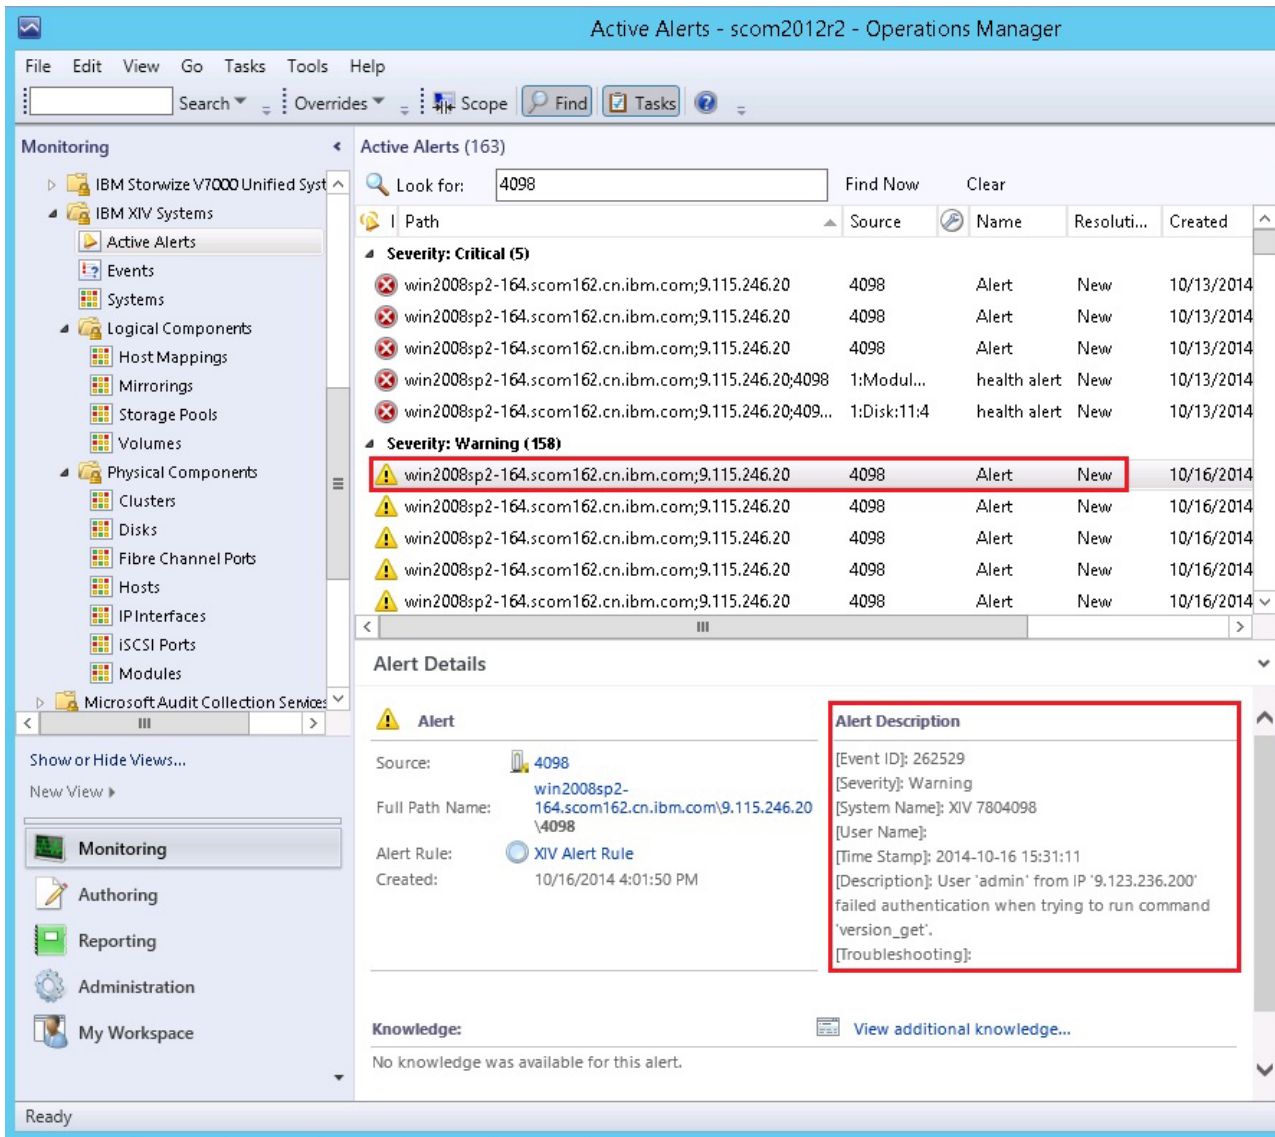 Active Alerts - scom2012r2 - Operations Manager
File Edit View Go Tasks Tools Help
Search Overrides Scope Find Tasks
Monitoring
IBM Storwize V7000 Unified Syst
IBM XIV Systems
Active Alerts
Events
Systems
Logical Components
Host Mappings
Mirrorings
Storage Pools
Volumes
Physical Components
Clusters
Disks
Fibre Channel Ports
Hosts
IP Interfaces
iSCSI Ports
Modules
Microsoft Audit Collection Services
Show or Hide Views...
New View
Monitoring
Authoring
Reporting
Administration
My Workspace
Active Alerts (163)
Look for: 4098 Find Now Clear
I Path Source Name Resoluti... Created
Severity: Critical (5)
win2008sp2-164.scom162.cn.ibm.com;9.115.246.20 4098 Alert New 10/13/2014
win2008sp2-164.scom162.cn.ibm.com;9.115.246.20 4098 Alert New 10/13/2014
win2008sp2-164.scom162.cn.ibm.com;9.115.246.20 4098 Alert New 10/13/2014
win2008sp2-164.scom162.cn.ibm.com;9.115.246.20;4098 1:Modul... health alert New 10/13/2014
win2008sp2-164.scom162.cn.ibm.com;9.115.246.20;409... 1:Disk:11:4 health alert New 10/13/2014
Severity: Warning (158)
win2008sp2-164.scom162.cn.ibm.com;9.115.246.20 4098 Alert New 10/16/2014
win2008sp2-164.scom162.cn.ibm.com;9.115.246.20 4098 Alert New 10/16/2014
win2008sp2-164.scom162.cn.ibm.com;9.115.246.20 4098 Alert New 10/16/2014
win2008sp2-164.scom162.cn.ibm.com;9.115.246.20 4098 Alert New 10/16/2014
win2008sp2-164.scom162.cn.ibm.com;9.115.246.20 4098 Alert New 10/16/2014
Alert Details
Alert
Source: 4098
Full Path Name: win2008sp2-
164.scom162.cn.ibm.com\9.115.246.20
\4098
Alert Rule: XIV Alert Rule
Created: 10/16/2014 4:01:50 PM
Alert Description
[Event ID]: 262529
[Severity]: Warning
[System Name]: XIV 7804098
[User Name]:
[Time Stamp]: 2014-10-16 15:31:11
[Description]: User 'admin' from IP '9.123.236.200'
failed authentication when trying to run command
'version_get'.
[Troubleshooting]:
Knowledge: View additional knowledge...
No knowledge was available for this alert.
Ready